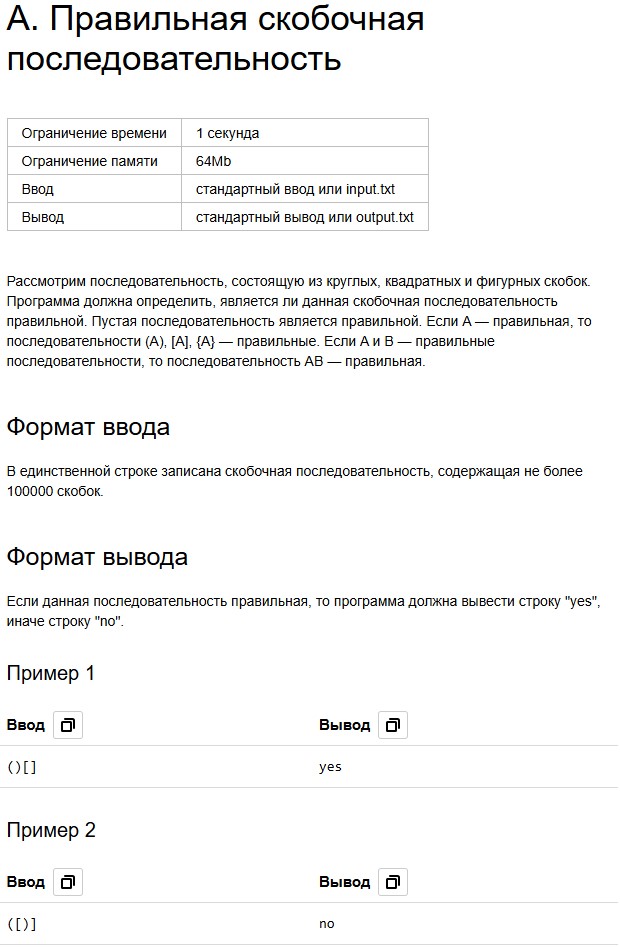 А. Правильная скобочная
последовательность
Ограничение времени 1 секунда
Ограничение памяти 64Mb
Ввод стандартный ввод или input.txt
Вывод стандартный вывод или output.txt
Рассмотрим последовательность, состоящую из круглых, квадратных и фигурных скобок.
Программа должна определить, является ли данная скобочная последовательность
правильной. Пустая последовательность является правильной. Если A — правильная, то
последовательности (A), [A], {A} — правильные. Если A и B — правильные
последовательности, то последовательность AB — правильная.
Формат ввода
В единственной строке записана скобочная последовательность, содержащая не более
100000 скобок.
Формат вывода
Если данная последовательность правильная, то программа должна вывести строку "yes",
иначе строку "no".
Пример 1
Ввод Вывод
()[] yes
Пример 2
Ввод Вывод
([)] no